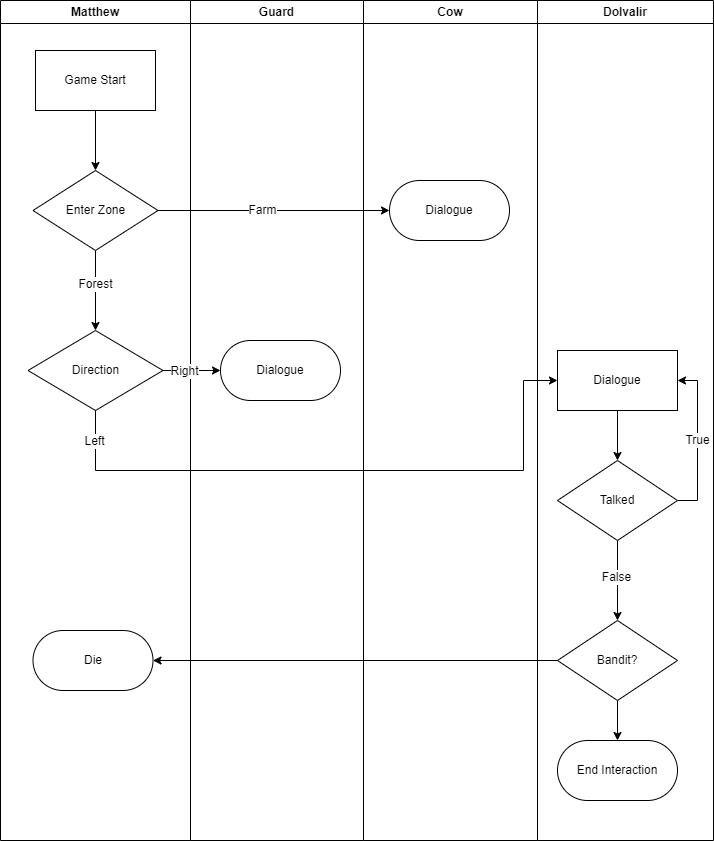 Matthew
Guard
Cow
Dolvalir
Game Start
Enter Zone
Farm
Dialogue
Forest
Direction
Right
Dialogue
Dialogue
Left
True
Talked
False
Die
Bandit?
End Interaction